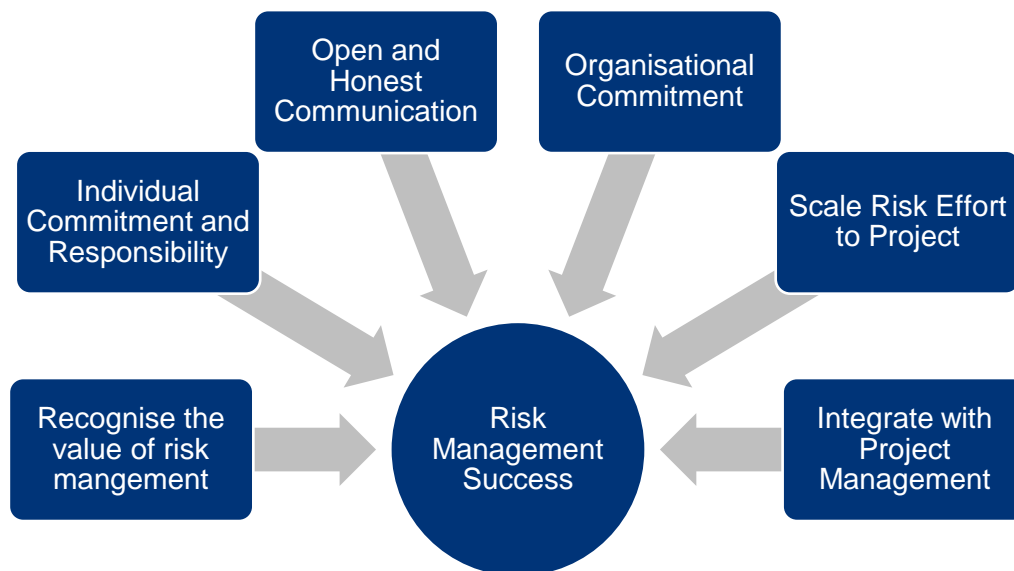 Open and
Honest
Communication
Organisational
Commitment
Individual
Commitment and
Responsibility
Scale Risk Effort
to Project
Recognise the
value of risk
mangement
Risk
Management
Success
Integrate with
Project
Management